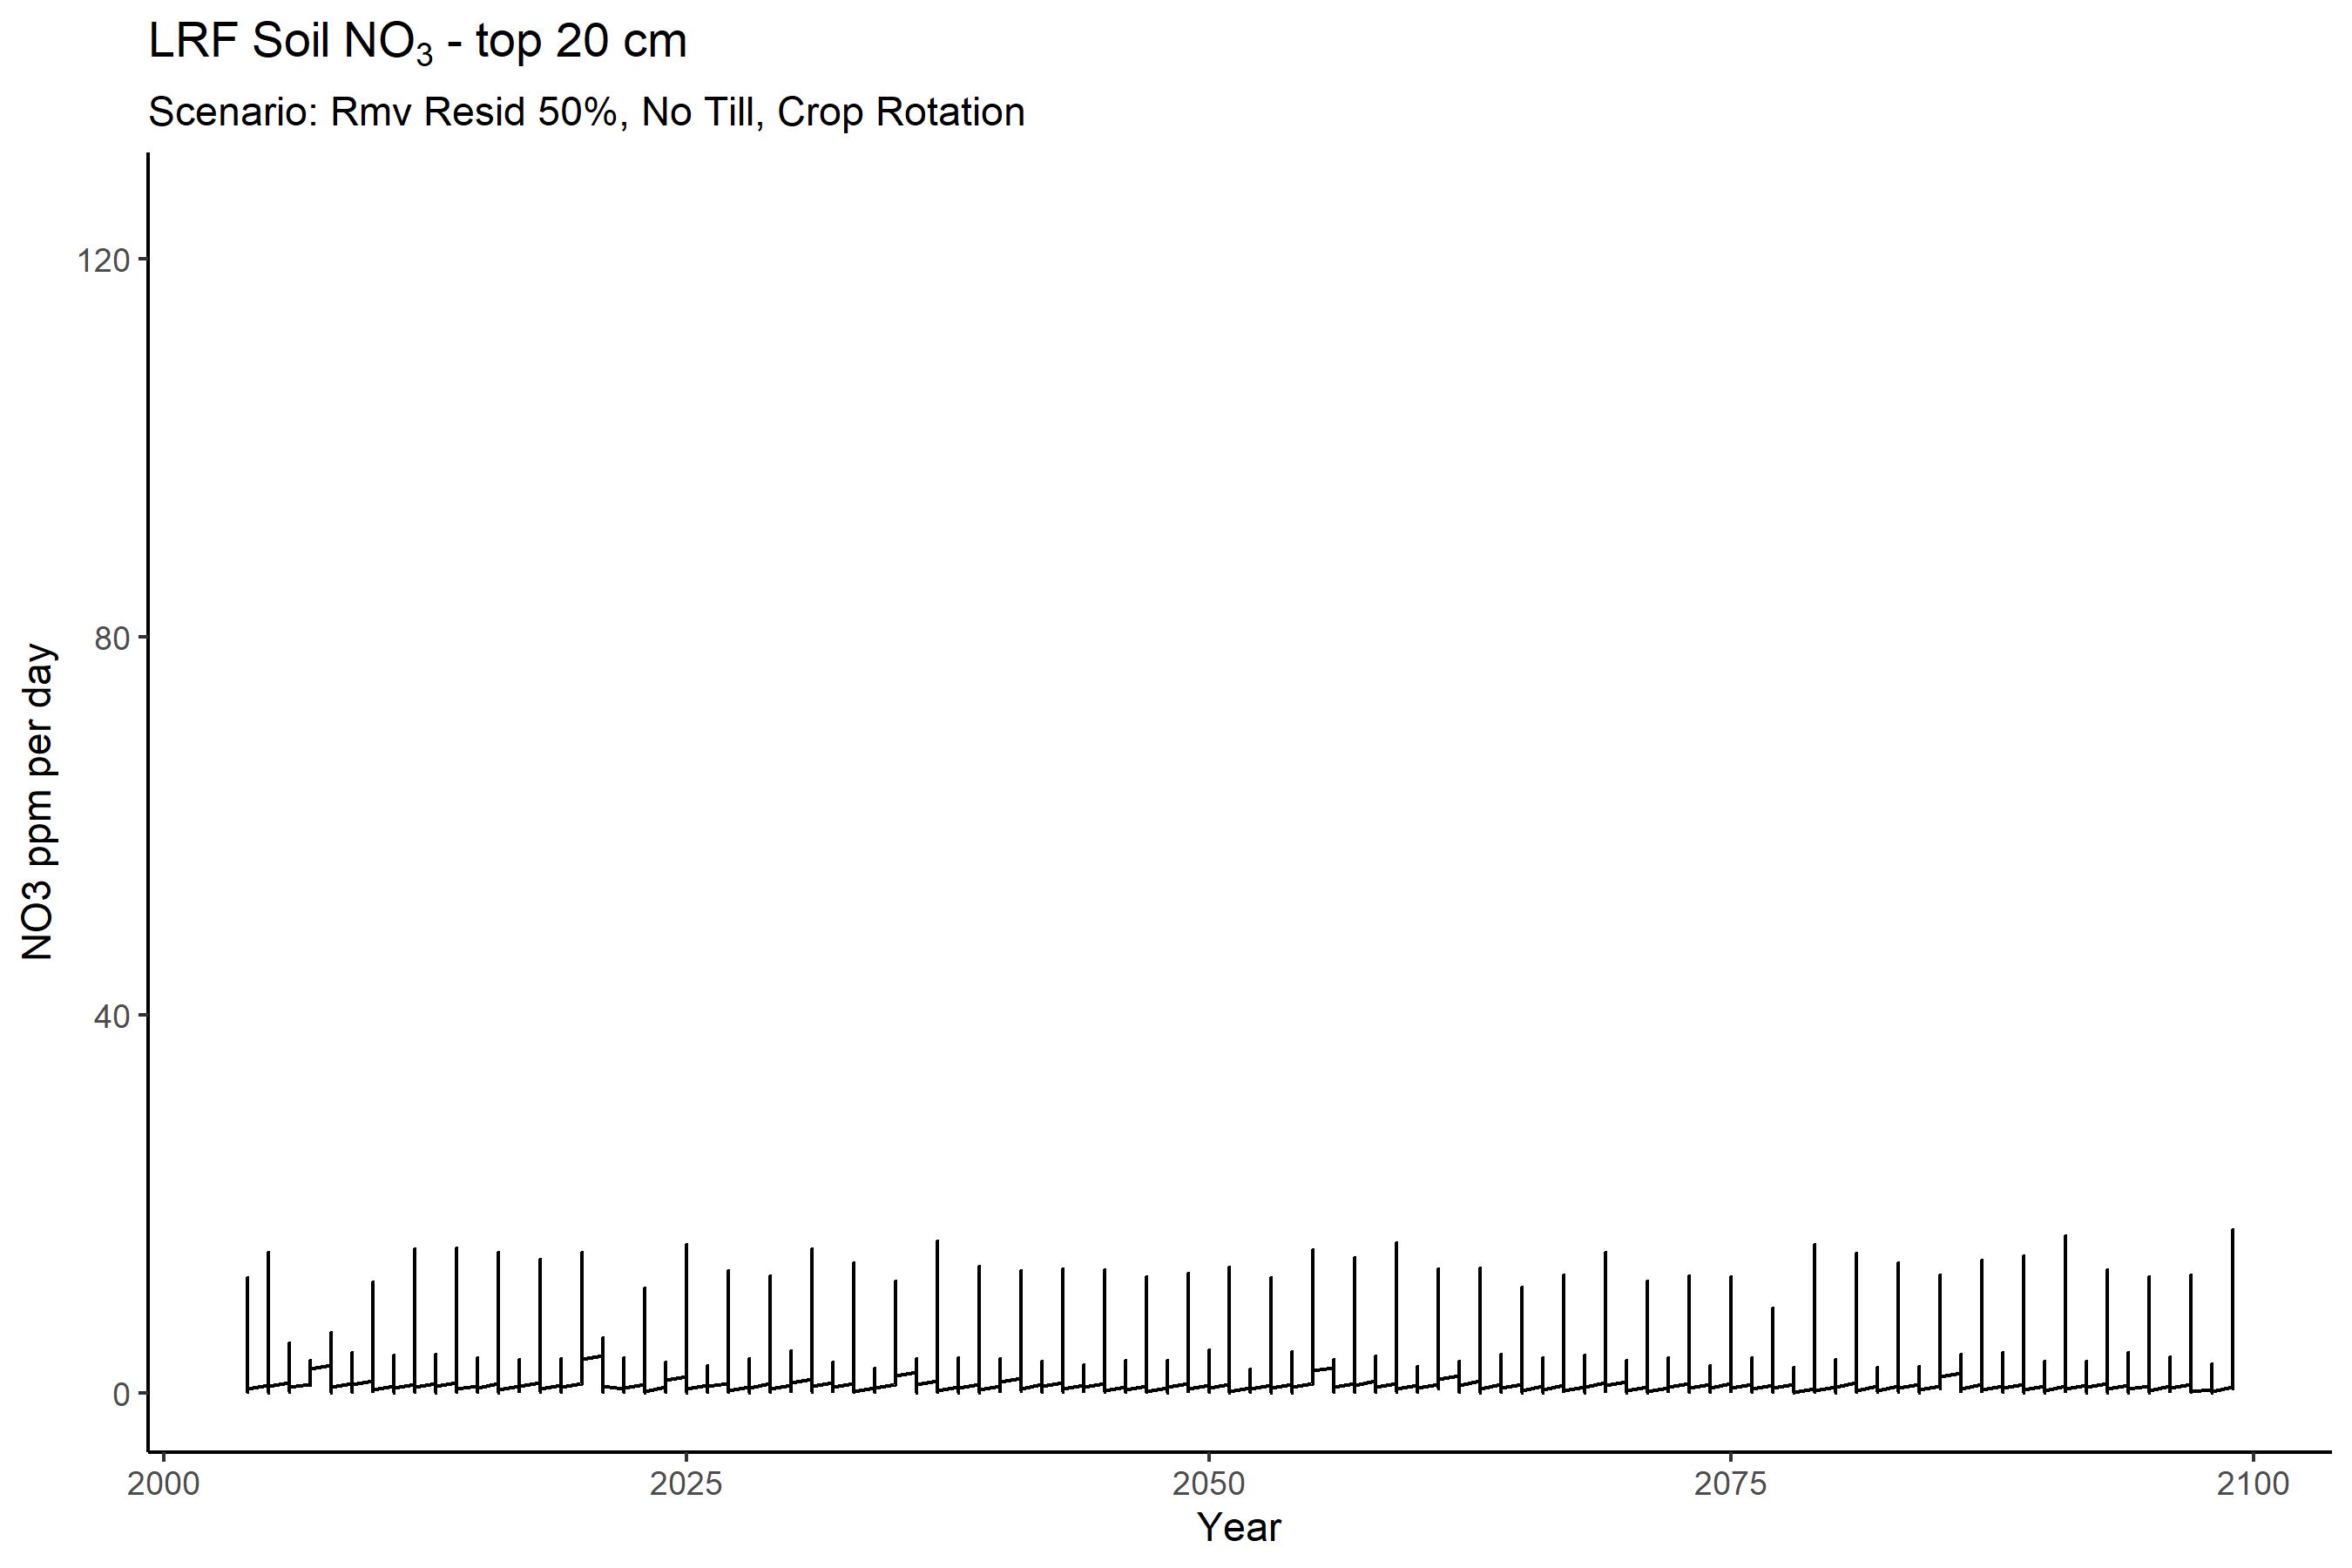 LRF Soil NO₃ - top 20 cm
Scenario: Rmv Resid 50%, No Till, Crop Rotation
120
80
40
0
NO3 ppm per day
2000 2025 2050 2075 2100
Year